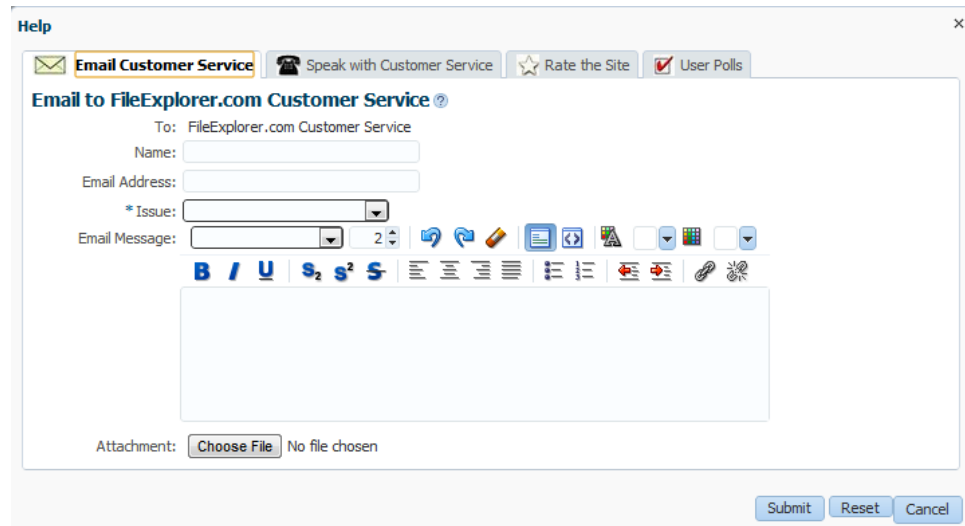 Help ×
Email Customer Service Speak with Customer Service Rate the Site User Polls
Email to FileExplorer.com Customer Service ?
To: FileExplorer.com Customer Service
Name:
Email Address:
* Issue:
Email Message: 2
B I U S₂ S² S
Attachment: Choose File No file chosen
Submit Reset Cancel